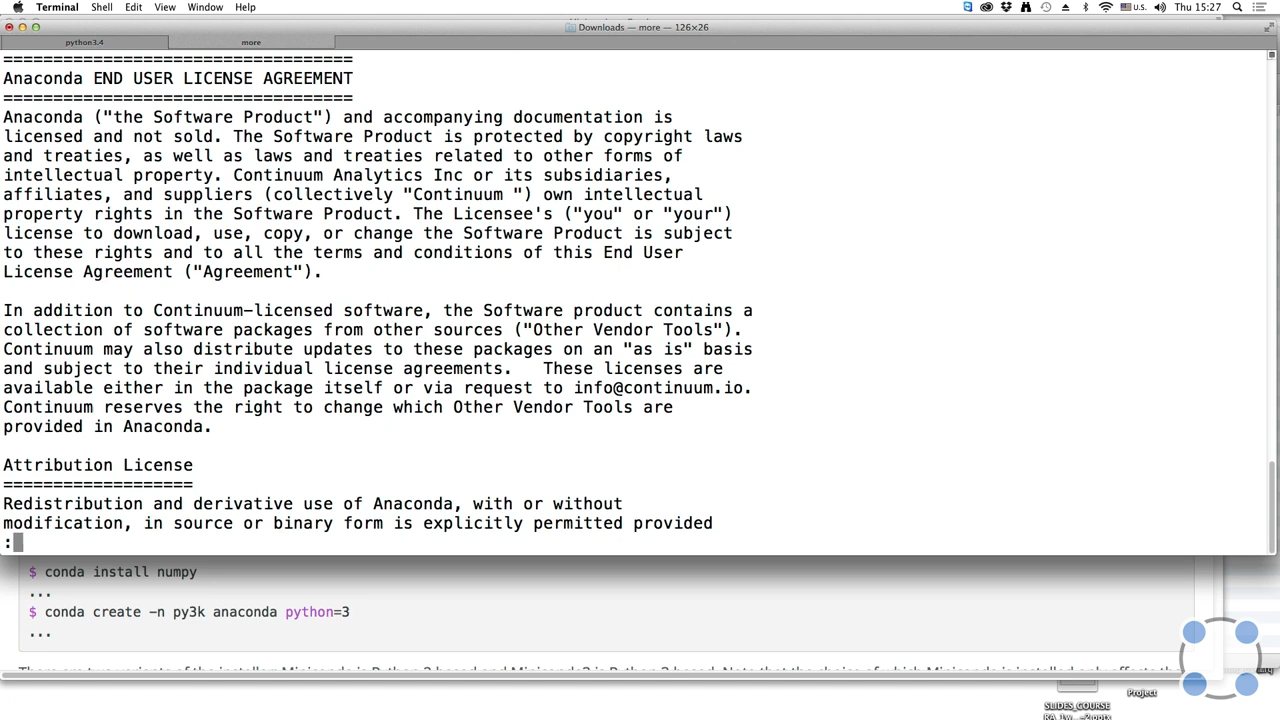 Terminal Shell Edit View Window Help U.S. Thu 15:27
Downloads — more — 126×26
python3.4 more
===================================
Anaconda END USER LICENSE AGREEMENT
===================================
Anaconda ("the Software Product") and accompanying documentation is
licensed and not sold. The Software Product is protected by copyright laws
and treaties, as well as laws and treaties related to other forms of
intellectual property. Continuum Analytics Inc or its subsidiaries,
affiliates, and suppliers (collectively "Continuum ") own intellectual
property rights in the Software Product. The Licensee's ("you" or "your")
license to download, use, copy, or change the Software Product is subject
to these rights and to all the terms and conditions of this End User
License Agreement ("Agreement").
In addition to Continuum-licensed software, the Software product contains a
collection of software packages from other sources ("Other Vendor Tools").
Continuum may also distribute updates to these packages on an "as is" basis
and subject to their individual license agreements.   These licenses are
available either in the package itself or via request to info@continuum.io.
Continuum reserves the right to change which Other Vendor Tools are
provided in Anaconda.
Attribution License
===================
Redistribution and derivative use of Anaconda, with or without
modification, in source or binary form is explicitly permitted provided
:
$ conda install numpy
...
$ conda create -n py3k anaconda python=3
...
Project
SLIDES_COURSE